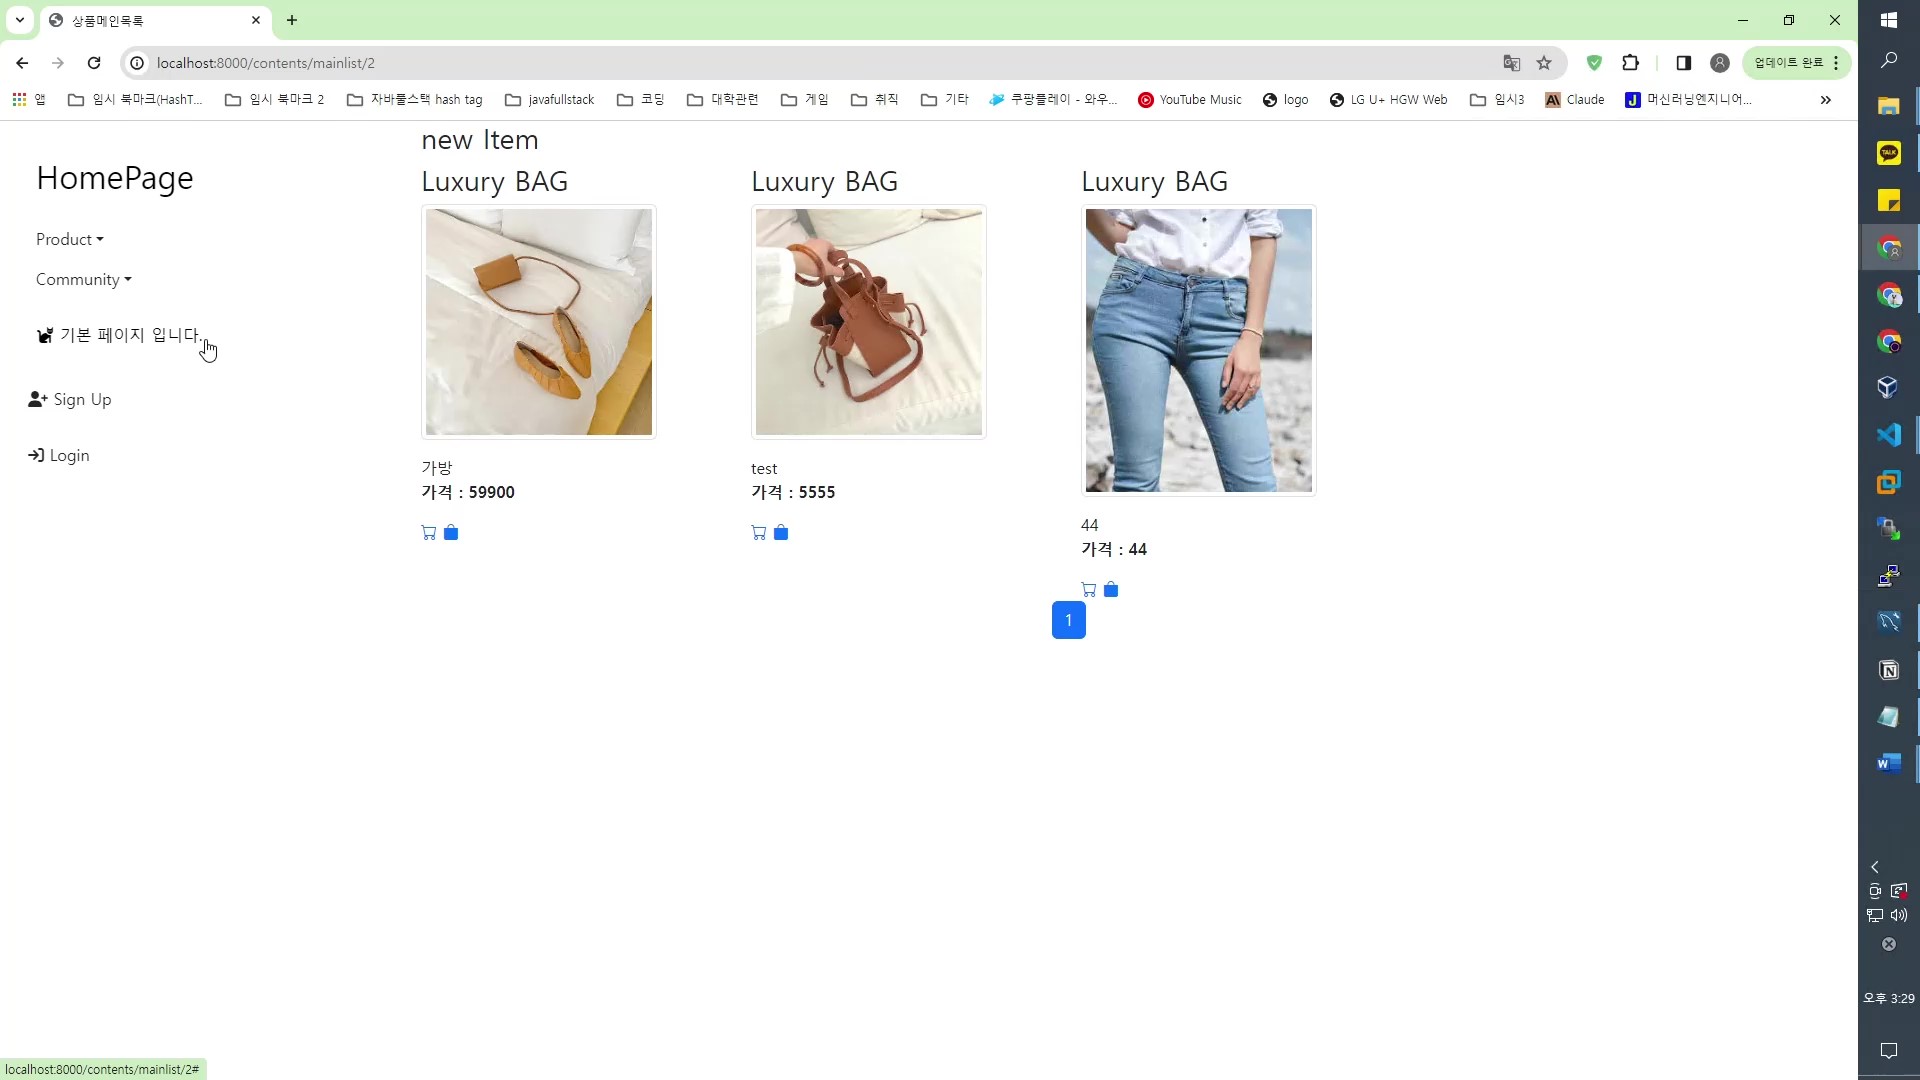 상품메인목록
localhost:8000/contents/mainlist/2
업데이트 완료
앱 임시 북마크(HashT... 임시 북마크 2 자바풀스택 hash tag javafullstack 코딩 대학관련 게임 취직 기타 쿠팡플레이 - 와우... YouTube Music logo LG U+ HGW Web 임시3 Claude 머신러닝엔지니어...
HomePage
Product
Community
기본 페이지 입니다.
Sign Up
Login
new Item
Luxury BAG
가방
가격 : 59900
Luxury BAG
test
가격 : 5555
Luxury BAG
44
가격 : 44
1
localhost:8000/contents/mainlist/2#
TALK
오후 3:29